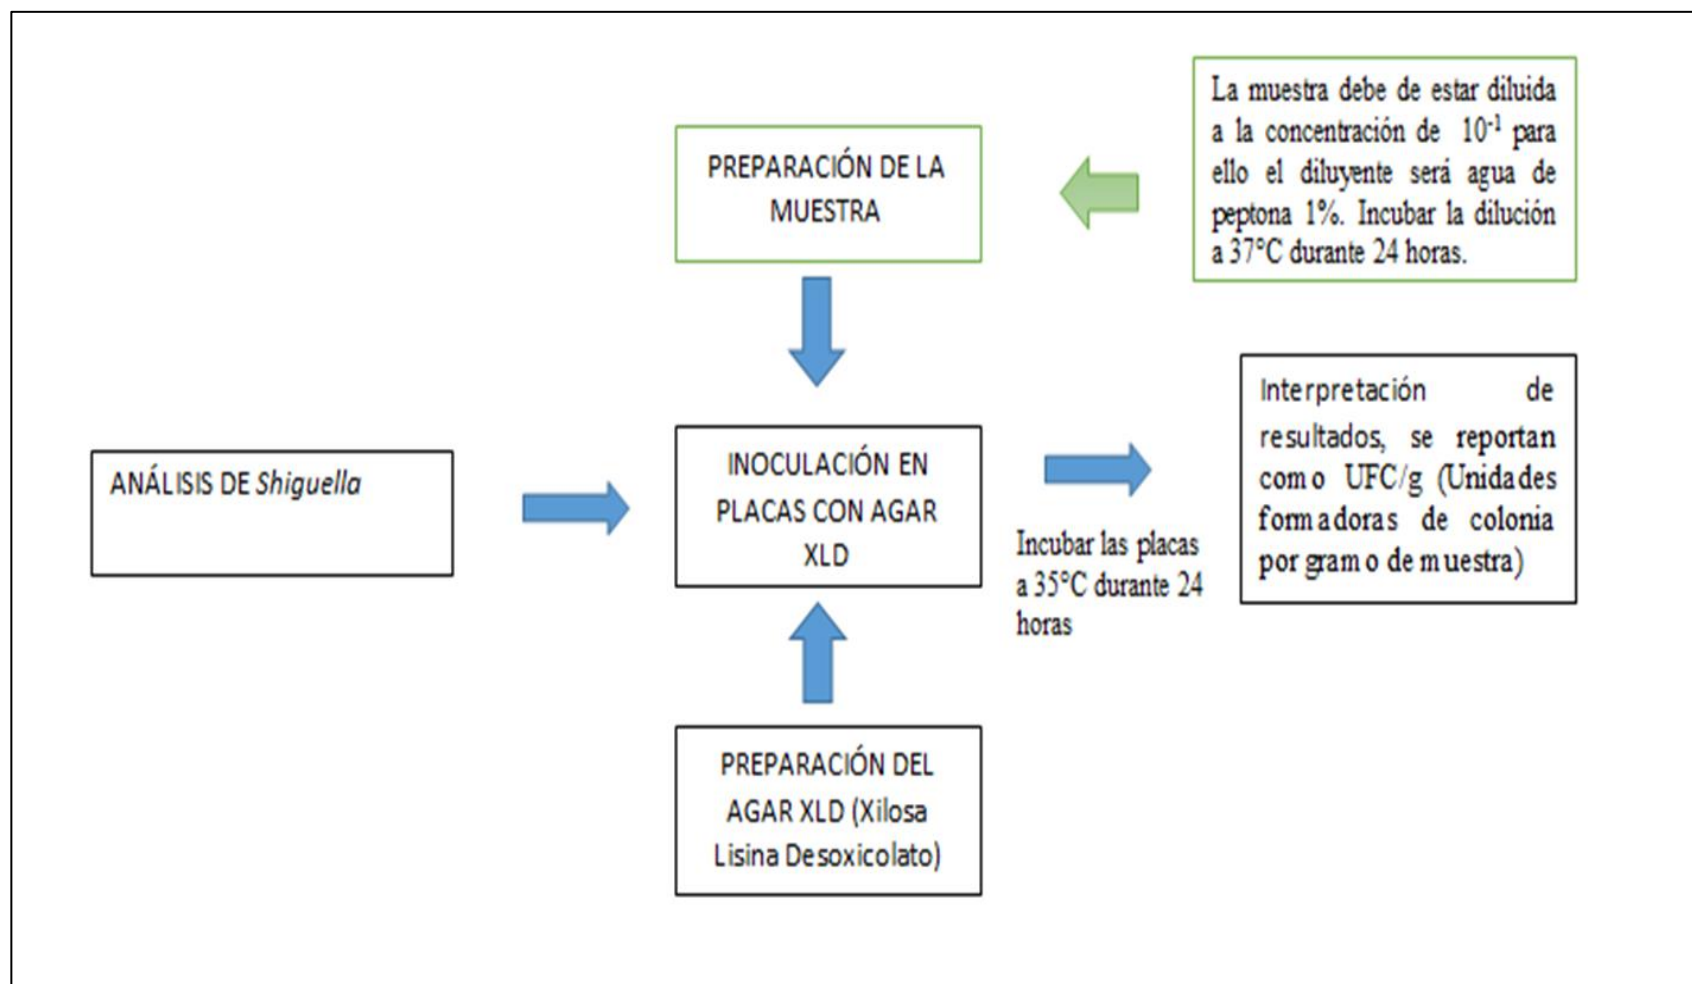 La muestra debe de estar diluida
a la concentración de 10⁻¹ para
ello el diluyente será agua de
peptona 1%. Incubar la dilución
a 37°C durante 24 horas.
PREPARACIÓN DE LA
MUESTRA
ANÁLISIS DE Shiguella
INOCULACIÓN EN
PLACAS CON AGAR
XLD
Incubar las placas
a 35°C durante 24
horas
Interpretación de
resultados, se reportan
como UFC/g (Unidades
formadoras de colonia
por gramo de muestra)
PREPARACIÓN DEL
AGAR XLD (Xilosa
Lisina Desoxicolato)